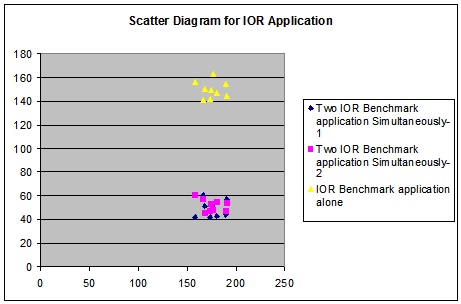 Scatter Diagram for IOR Application
180
160
140
120
100
80
60
40
20
0
0 50 100 150 200 250
Two IOR Benchmark
application Simultaneously-
1
Two IOR Benchmark
application Simultaneously-
2
IOR Benchmark application
alone